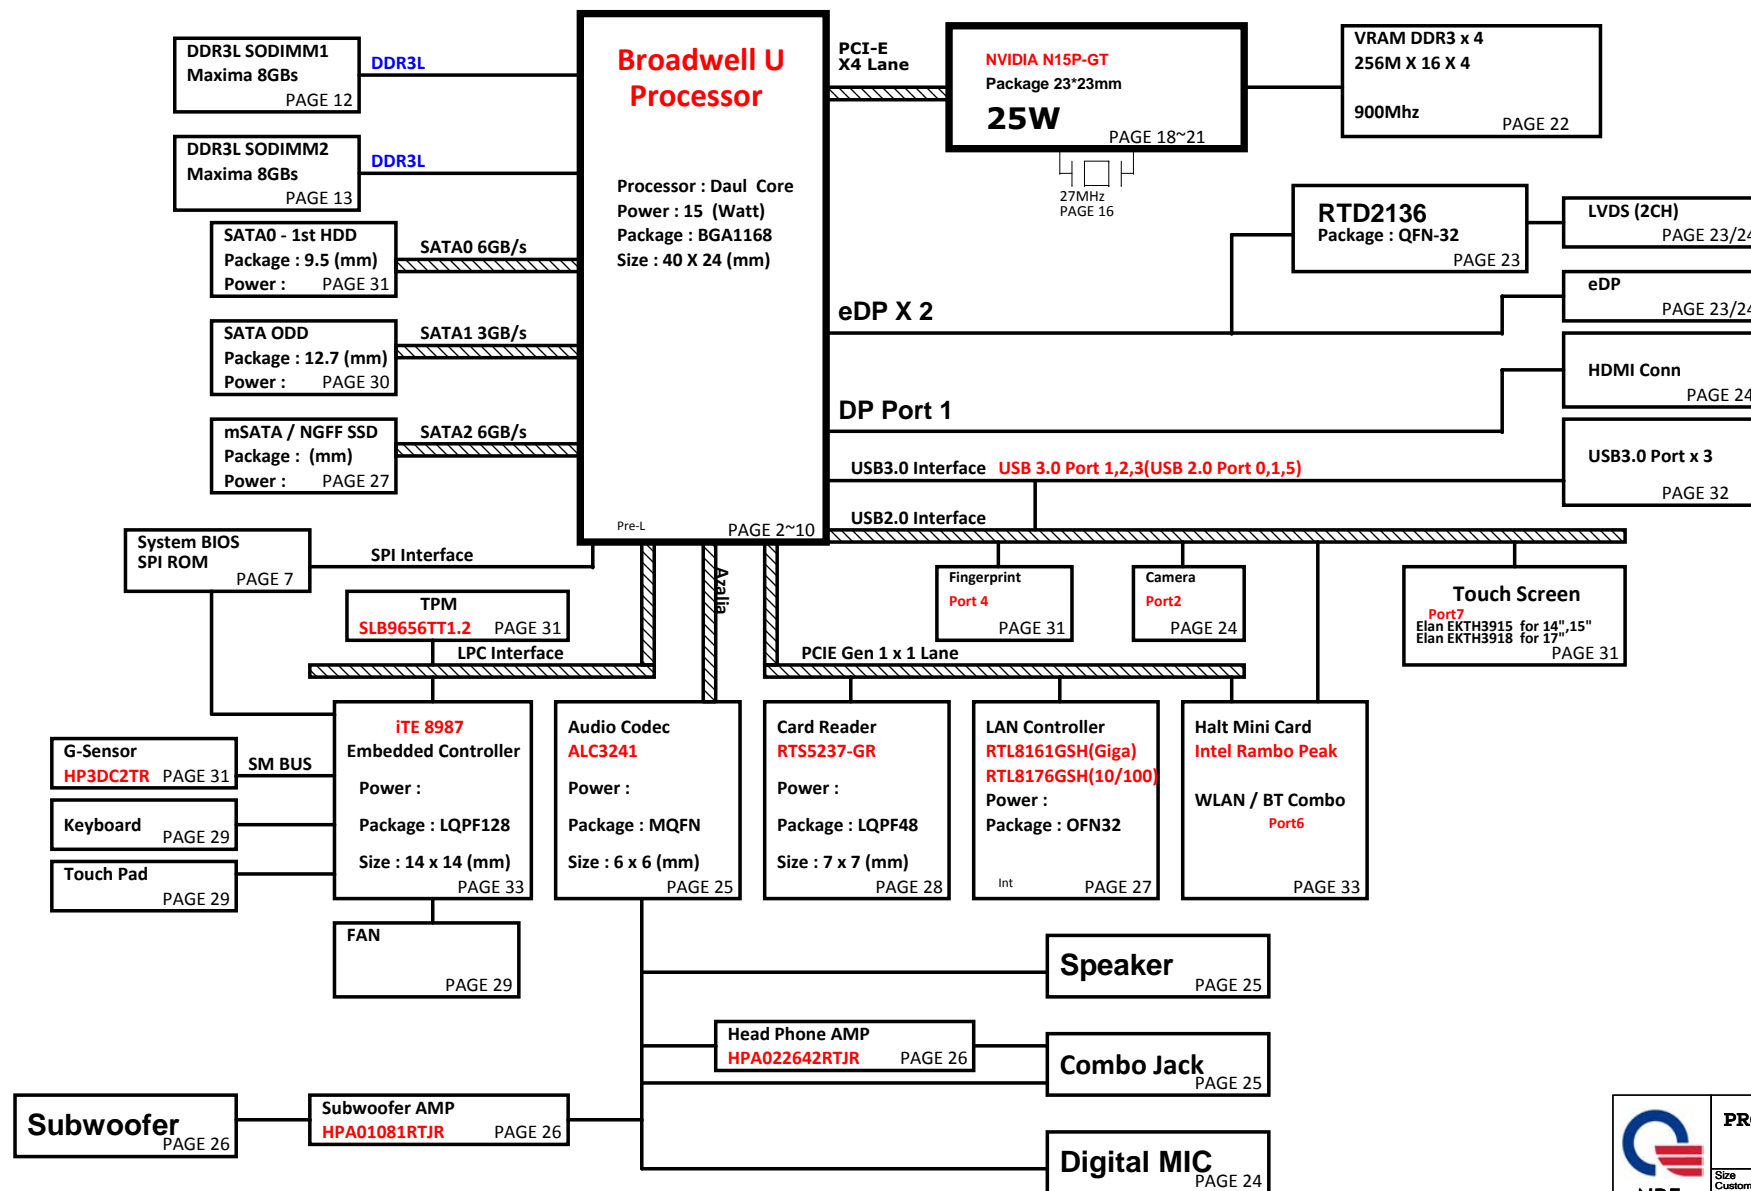 DDR3L SODIMM1
Maxima 8GBs
PAGE 12
DDR3L
DDR3L SODIMM2
Maxima 8GBs
PAGE 13
DDR3L
SATA0 - 1st HDD
Package : 9.5 (mm)
Power : PAGE 31
SATA0 6GB/s
SATA ODD
Package : 12.7 (mm)
Power : PAGE 30
SATA1 3GB/s
mSATA / NGFF SSD
Package : (mm)
Power : PAGE 27
SATA2 6GB/s
Broadwell U
Processor
Processor : Daul Core
Power : 15 (Watt)
Package : BGA1168
Size : 40 X 24 (mm)
Pre-L
PAGE 2~10
PCI-E
X4 Lane
NVIDIA N15P-GT
Package 23*23mm
25W
PAGE 18~21
27MHz
PAGE 16
VRAM DDR3 x 4
256M X 16 X 4
900Mhz
PAGE 22
RTD2136
Package : QFN-32
PAGE 23
LVDS (2CH)
PAGE 23/24
eDP X 2
eDP
PAGE 23/24
DP Port 1
HDMI Conn
PAGE 24
USB3.0 Interface USB 3.0 Port 1,2,3(USB 2.0 Port 0,1,5)
USB3.0 Port x 3
PAGE 32
USB2.0 Interface
System BIOS
SPI ROM
PAGE 7
SPI Interface
TPM
SLB9656TT1.2 PAGE 31
LPC Interface
Azalia
PCIE Gen 1 x 1 Lane
Fingerprint
Port 4
PAGE 31
Camera
Port2
PAGE 24
Touch Screen
Port7
Elan EKTH3915 for 14",15"
Elan EKTH3918 for 17"
PAGE 31
G-Sensor
HP3DC2TR PAGE 31
SM BUS
Keyboard
PAGE 29
Touch Pad
PAGE 29
iTE 8987
Embedded Controller
Power :
Package : LQPF128
Size : 14 x 14 (mm)
PAGE 33
Audio Codec
ALC3241
Power :
Package : MQFN
Size : 6 x 6 (mm)
PAGE 25
Card Reader
RTS5237-GR
Power :
Package : LQPF48
Size : 7 x 7 (mm)
PAGE 28
LAN Controller
RTL8161GSH(Giga)
RTL8176GSH(10/100)
Power :
Package : OFN32
Int
PAGE 27
Halt Mini Card
Intel Rambo Peak
WLAN / BT Combo
Port6
PAGE 33
FAN
PAGE 29
Speaker
PAGE 25
Head Phone AMP
HPA022642RTJR PAGE 26
Combo Jack
PAGE 25
Subwoofer
PAGE 26
Subwoofer AMP
HPA01081RTJR PAGE 26
Digital MIC
PAGE 24
Size
Custom